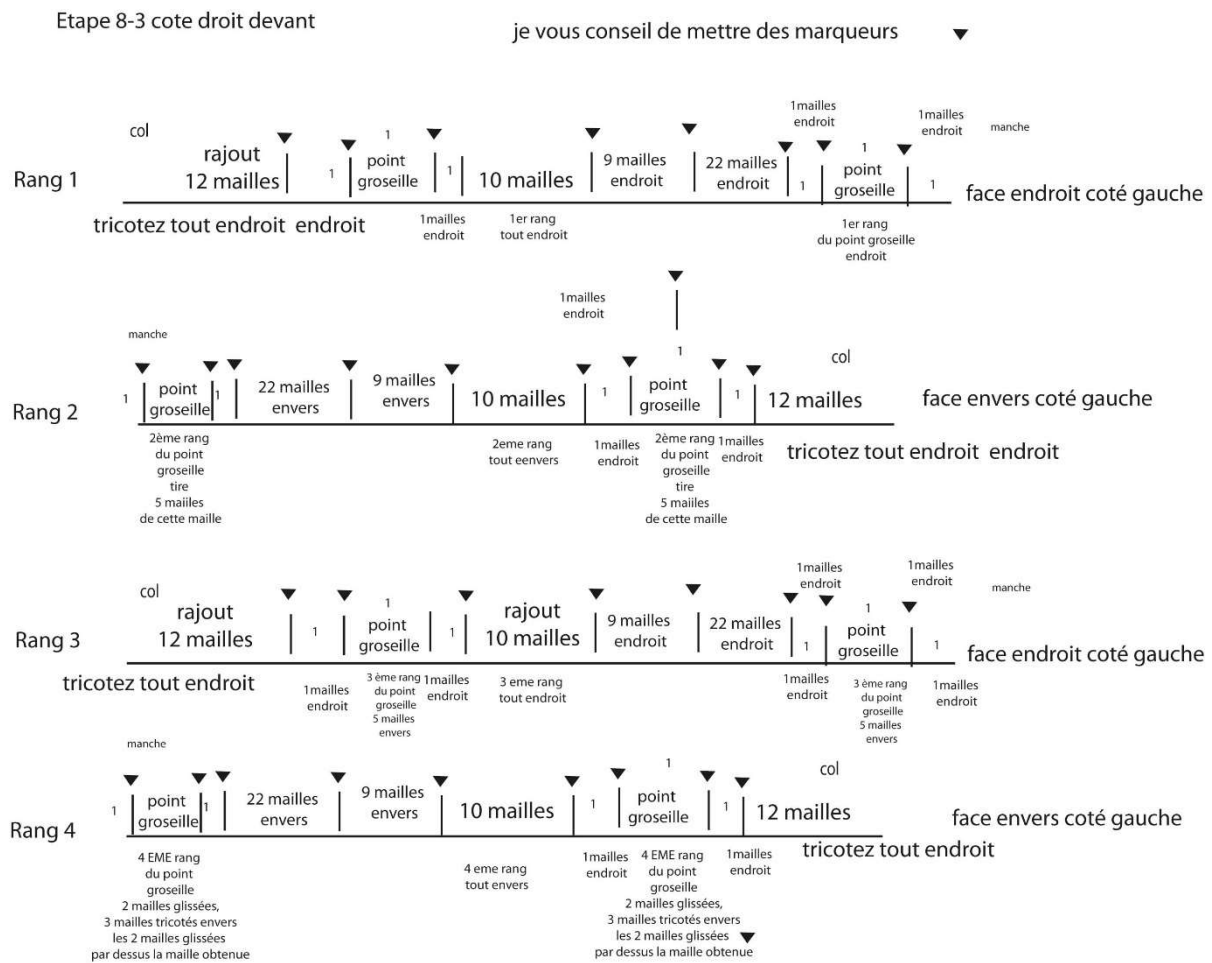 Etape 8-3 cote droit devant
je vous conseil de mettre des marqueurs
1mailles
endroit
1mailles
endroit
manche
col
Rang 1
rajout
12 mailles
1
1
point
groseille
1
10 mailles
9 mailles
endroit
22 mailles
endroit
1
1
point
groseille
1
face endroit coté gauche
tricotez tout endroit endroit
1mailles
endroit
1er rang
tout endroit
1er rang
du point groseille
endroit
1mailles
endroit
manche
col
Rang 2
1
point
groseille
1
22 mailles
envers
9 mailles
envers
10 mailles
1
1
point
groseille
1
12 mailles
face envers coté gauche
2ème rang
du point
groseille
tire
5 maiiles
de cette maille
2eme rang
tout eenvers
1mailles
endroit
2ème rang
du point
groseille
tire
5 maiiles
de cette maille
1mailles
endroit
tricotez tout endroit endroit
1mailles
endroit
1mailles
endroit
manche
col
Rang 3
rajout
12 mailles
1
1
point
groseille
1
rajout
10 mailles
9 mailles
endroit
22 mailles
endroit
1
1
point
groseille
1
face endroit coté gauche
tricotez tout endroit
1mailles
endroit
3 ème rang
du point
groseille
5 mailles
envers
1mailles
endroit
3 eme rang
tout endroit
1mailles
endroit
3 ème rang
du point
groseille
5 mailles
envers
1mailles
endroit
manche
col
Rang 4
1
point
groseille
1
22 mailles
envers
9 mailles
envers
10 mailles
1
1
point
groseille
1
12 mailles
face envers coté gauche
tricotez tout endroit
4 EME rang
du point
groseille
2 mailles glissées,
3 mailles tricotés envers
les 2 mailles glissées
par dessus la maille obtenue
4 eme rang
tout envers
1mailles
endroit
4 EME rang
du point
groseille
2 mailles glissées,
3 mailles tricotés envers
les 2 mailles glissées
par dessus la maille obtenue
1mailles
endroit